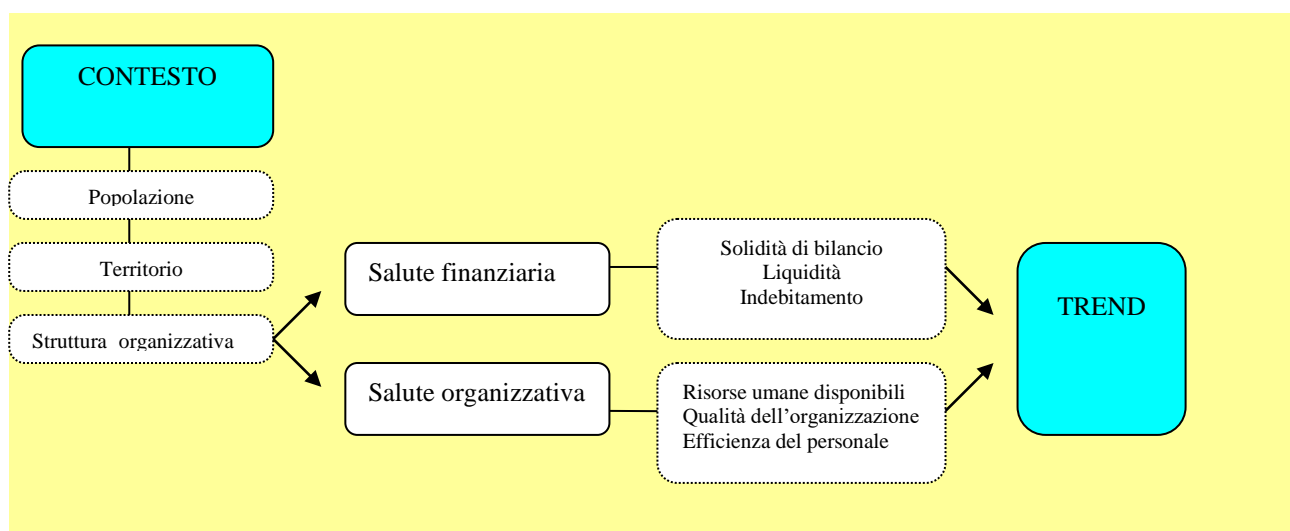 CONTESTO
Popolazione
Territorio
Struttura organizzativa
Salute finanziaria
Solidità di bilancio
Liquidità
Indebitamento
Salute organizzativa
Risorse umane disponibili
Qualità dell’organizzazione
Efficienza del personale
TREND